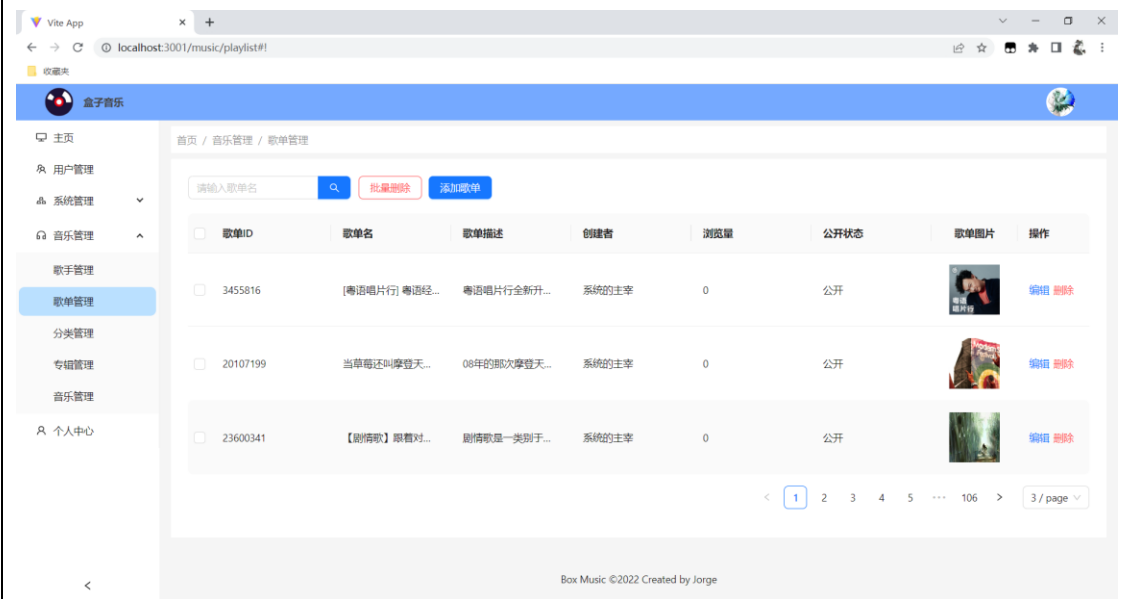 Vite App
localhost:3001/music/playlist#!
收藏夹
盒子音乐
主页
首页 / 音乐管理 / 歌单管理
用户管理
请输入歌单名 批量删除 添加歌单
系统管理
音乐管理
歌单ID 歌单名 歌单描述 创建者 浏览量 公开状态 歌单图片 操作
歌手管理
3455816 [粤语唱片行] 粤语经... 粤语唱片行全新升... 系统的主宰 0 公开 编辑 删除
粤语
唱片行
歌单管理
分类管理
专辑管理
20107199 当草莓还叫摩登天... 08年的那次摩登天... 系统的主宰 0 公开 编辑 删除
音乐管理
个人中心
23600341 【剧情歌】跟着对... 剧情歌是一类别于... 系统的主宰 0 公开 编辑 删除
< 1 2 3 4 5 ••• 106 > 3 / page
Box Music ©2022 Created by Jorge